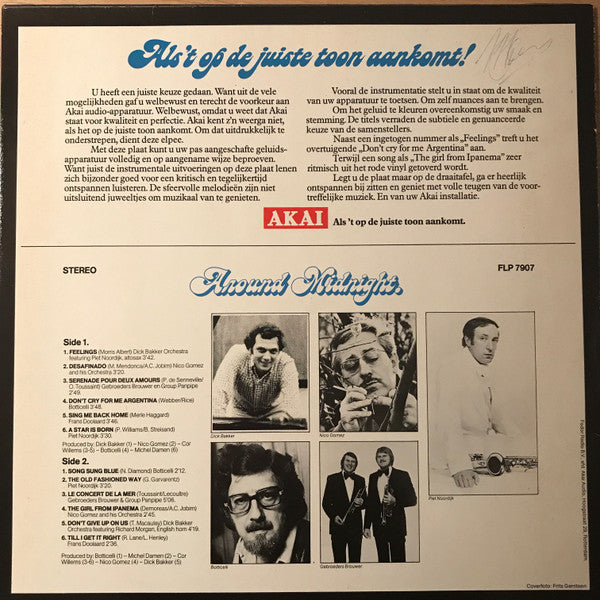 Als't op de juiste toon aankomt!
U heeft een juiste keuze gedaan. Want uit de vele
mogelijkheden gaf u welbewust en terecht de voorkeur aan
Akai audio-apparatuur. Welbewust, omdat u weet dat Akai
staat voor kwaliteit en perfectie. Akai kent z'n weerga niet,
als het op de juiste toon aankomt. Om dat uitdrukkelijk te
onderstrepen, dient deze elpee.
Met deze plaat kunt u uw pas aangeschafte geluids-
apparatuur volledig en op aangename wijze beproeven.
Want juist de instrumentale uitvoeringen op deze plaat lenen
zich bijzonder goed voor een kritisch en tegelijkertijd
ontspannen luisteren. De sfeervolle melodieën zijn niet
uitsluitend juweeltjes om muzikaal van te genieten.
Vooral de instrumentatie stelt u in staat om de kwaliteit
van uw apparatuur te toetsen. Om zelf nuances aan te brengen.
Om het geluid te kleuren overeenkomstig uw smaak en
stemming. De titels verraden de subtiele en genuanceerde
keuze van de samenstellers.
Naast een ingetogen nummer als „Feelings” treft u het
overtuigende „Don't cry for me Argentina” aan.
Terwijl een song als „The girl from Ipanema” zeer
ritmisch uit het rode vinyl getoverd wordt.
Legt u de plaat maar op de draaitafel, ga er heerlijk
ontspannen bij zitten en geniet met volle teugen van de voor-
treffelijke muziek. En van uw Akai installatie.
AKAI Als 't op de juiste toon aankomt.
STEREO
FLP 7907
Around Midnight.
Side 1.
1. FEELINGS (Morris Albert) Dick Bakker Orchestra
featuring Piet Noordijk, altosax 3'42.
2. DESAFINADO (M. Mendonca/A.C. Jobim) Nico Gomez
and his Orchestra 3'20.
3. SERENADE POUR DEUX AMOURS (P. de Senneville/
O. Toussaint) Gebroeders Brouwer en Group Panpipe
2'49.
4. DON'T CRY FOR ME ARGENTINA (Webber/Rice)
Botticelli 3'48.
5. SING ME BACK HOME (Merle Haggard)
Frans Doolaard 3'46.
6. A STAR IS BORN (P. Williams/B. Streisand)
Piet Noordijk 3'30.
Produced by: Dick Bakker (1) – Nico Gomez (2) – Cor
Willems (3-5) – Botticelli (4) – Michel Damen (6)
Side 2.
1. SONG SUNG BLUE (N. Diamond) Botticelli 2'12.
2. THE OLD FASHIONED WAY (G. Garvarentz)
Piet Noordijk 3'20.
3. LE CONCERT DE LA MER (Toussaint/Lecoutre)
Gebroeders Brouwer & Group Panpipe 5'06.
4. THE GIRL FROM IPANEMA (Demoreas/A.C. Jobim)
Nico Gomez and his Orchestra 2'45.
5. DON'T GIVE UP ON US (T. Macaulay) Dick Bakker
Orchestra featuring Richard Morgan, English horn 4'19.
6. TILL I GET IT RIGHT (R. Lane/L. Henley)
Frans Doolaard 2'36.
Produced by: Botticelli (1) – Michel Damen (2) – Cor
Willems (3-6) – Nico Gomez (4) – Dick Bakker (5)
Dick Bakker
Nico Gomez
Piet Noordijk
Botticelli
Gebroeders Brouwer
Fodor Radio B.V., afd. Akai Audio, Hoogstraat 29, Rotterdam.
Coverfoto: Frits Gerritsen